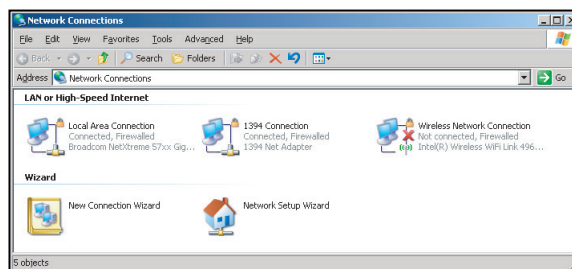 Network Connections
File Edit View Favorites Tools Advanced Help
Back Search Folders
Address Network Connections Go
LAN or High-Speed Internet
Local Area Connection
Connected, Firewalled
Broadcom NetXtreme 57xx Gig...
1394 Connection
Connected, Firewalled
1394 Net Adapter
Wireless Network Connection
Not connected, Firewalled
Intel(R) Wireless WiFi Link 496...
Wizard
New Connection Wizard
Network Setup Wizard
5 objects